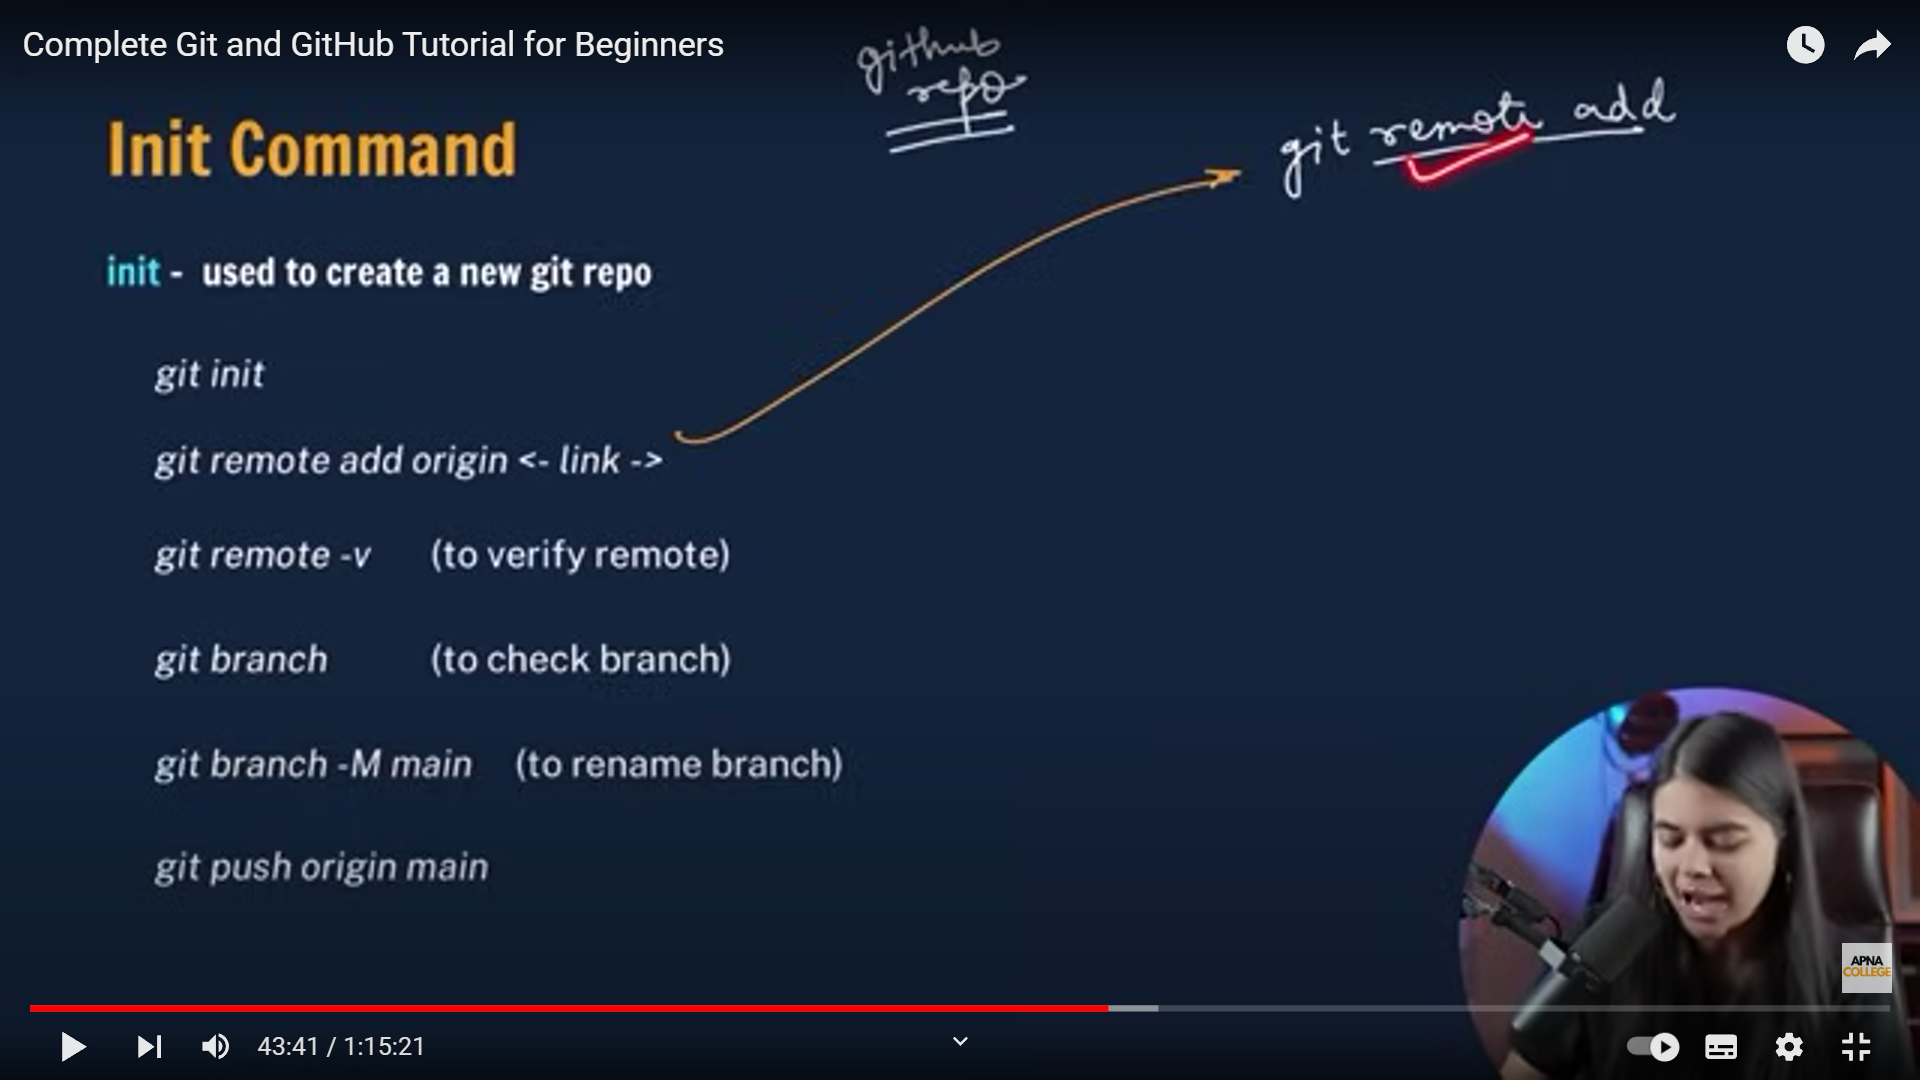 Complete Git and GitHub Tutorial for Beginners
github
repo
git remote add
Init Command
init - used to create a new git repo
git init
git remote add origin <- link ->
git remote -v (to verify remote)
git branch (to check branch)
git branch -M main (to rename branch)
git push origin main
APNA
COLLEGE
43:41 / 1:15:21